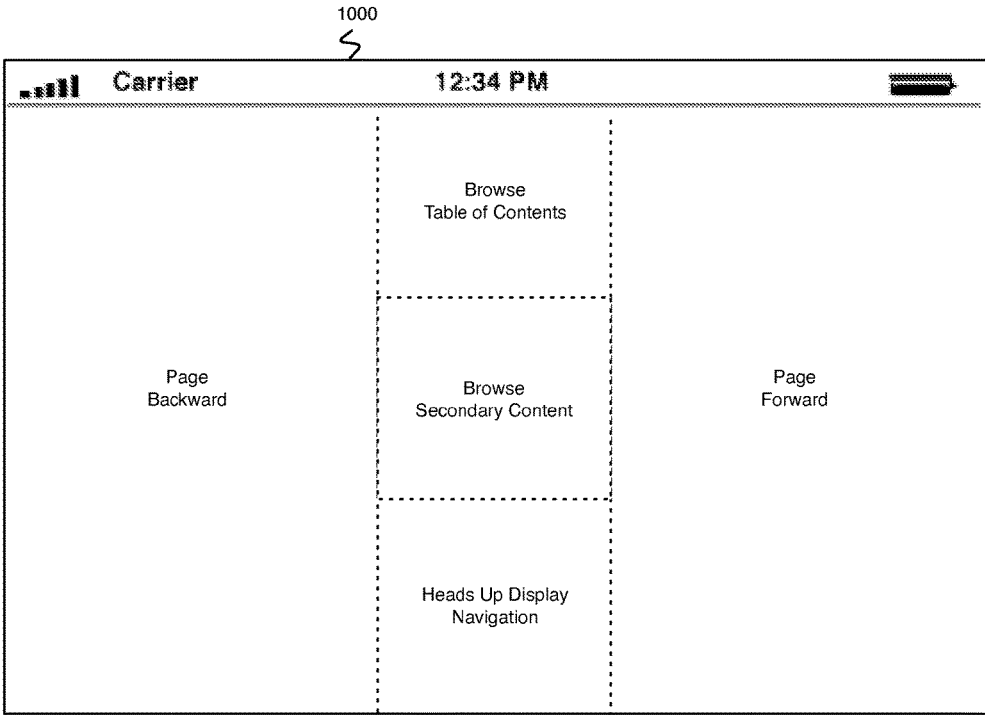 1000
Carrier 12:34 PM
Browse
Table of Contents
Page
Backward
Browse
Secondary Content
Page
Forward
Heads Up Display
Navigation